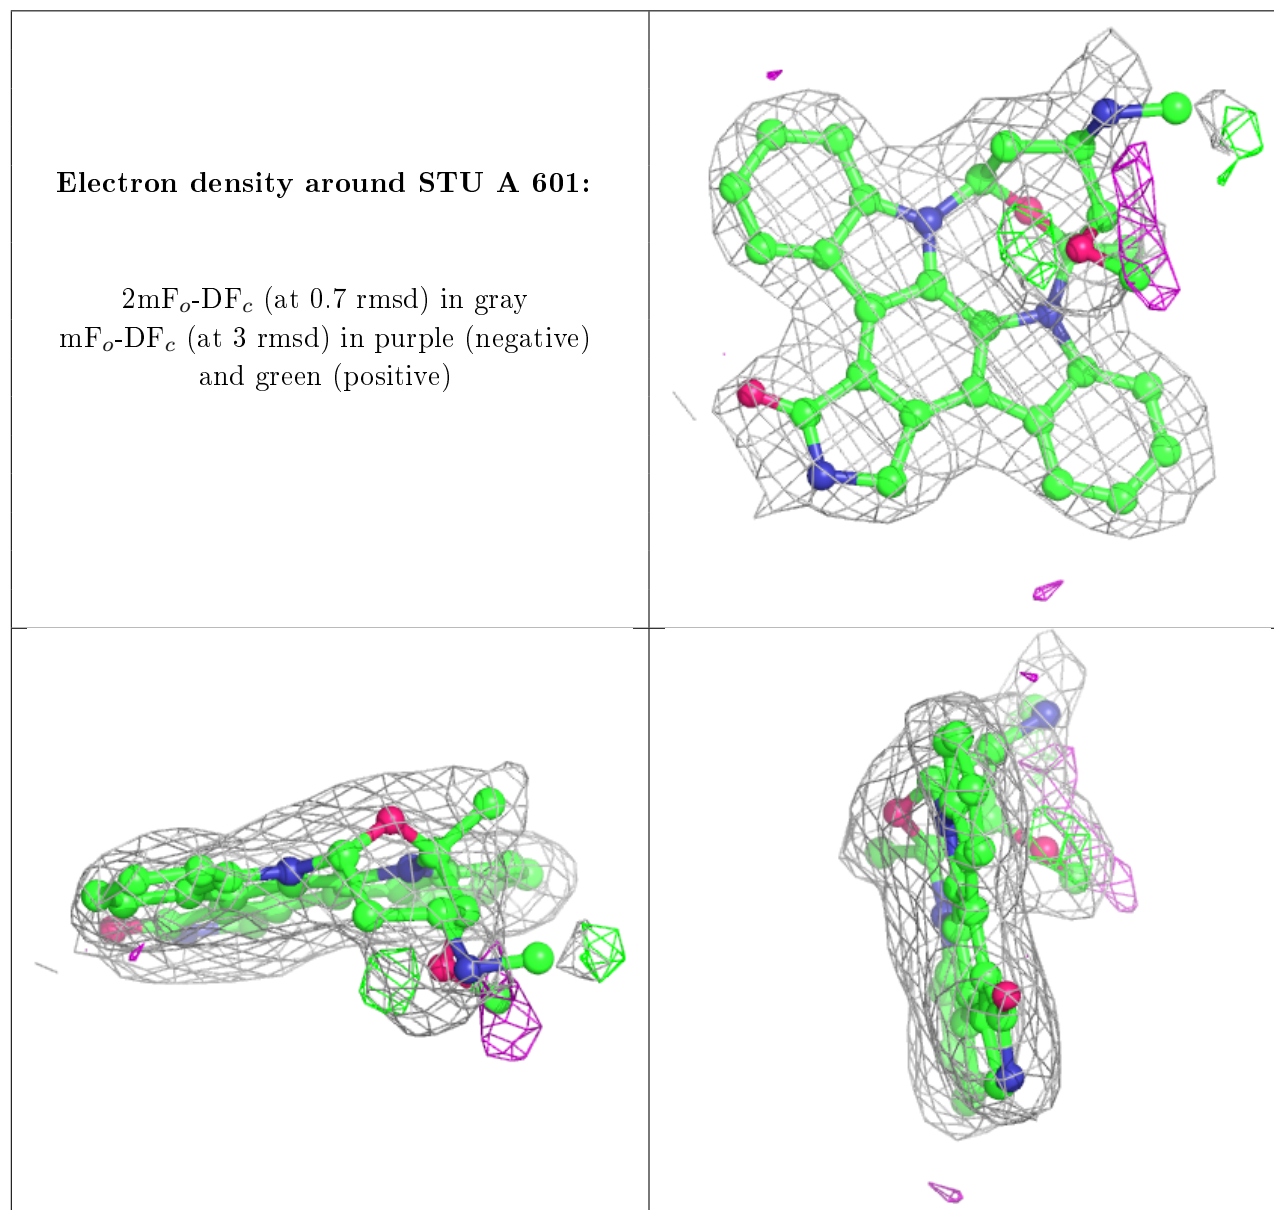 Electron density around STU A 601:
2mFo-DFc (at 0.7 rmsd) in gray
mFo-DFc (at 3 rmsd) in purple (negative)
and green (positive)